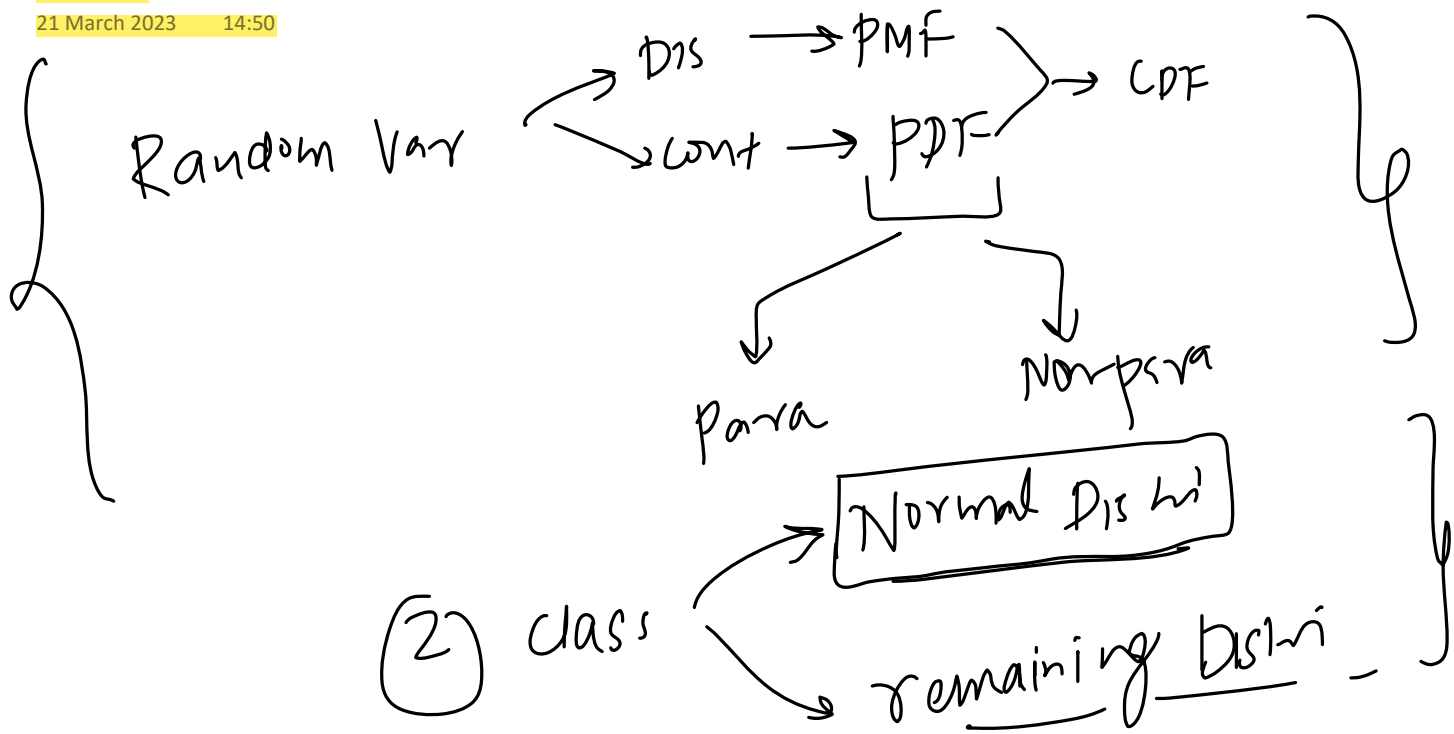 21 March 2023 14:50
Dis → PMF
→ CDF
Random Var
Cont → PDF
Para
Nonpara
Normal Distri
2 class
remaining Distri -